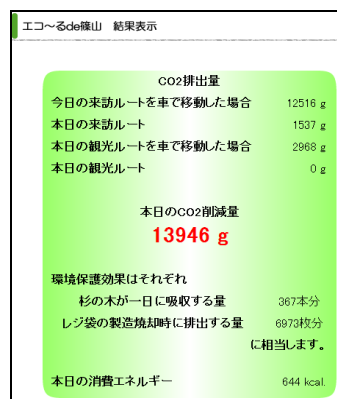 エコ～るde篠山　結果表示
CO2排出量
今日の来訪ルートを車で移動した場合 12516 g
本日の来訪ルート 1537 g
本日の観光ルートを車で移動した場合 2968 g
本日の観光ルート 0 g
本日のCO2削減量
13946 g
環境保護効果はそれぞれ
杉の木が一日に吸収する量 367本分
レジ袋の製造焼却時に排出する量 6973枚分
に相当します。
本日の消費エネルギー 644 kcal.